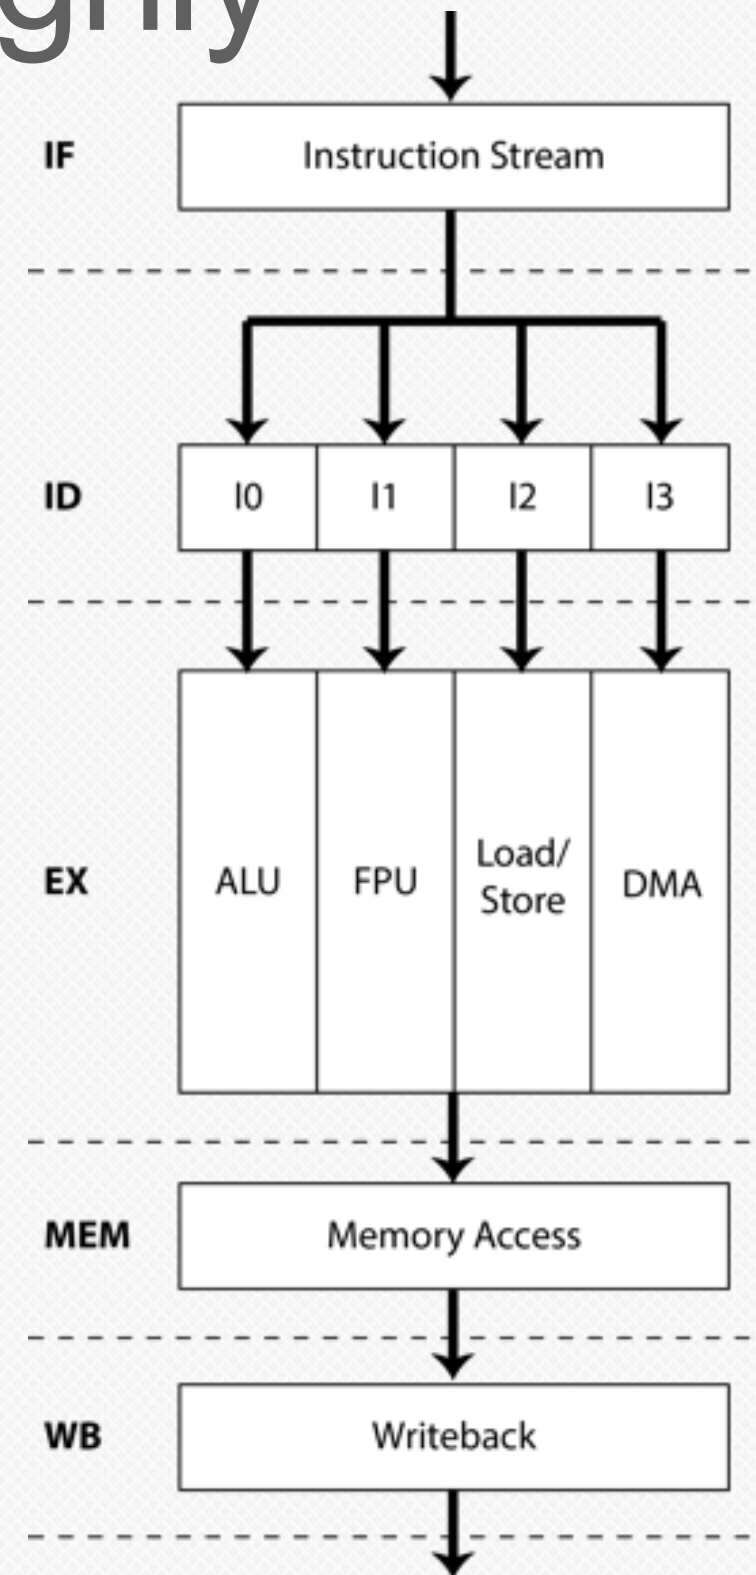 IF
Instruction Stream
ID
I0
I1
I2
I3
EX
ALU
FPU
Load/
Store
DMA
MEM
Memory Access
WB
Writeback